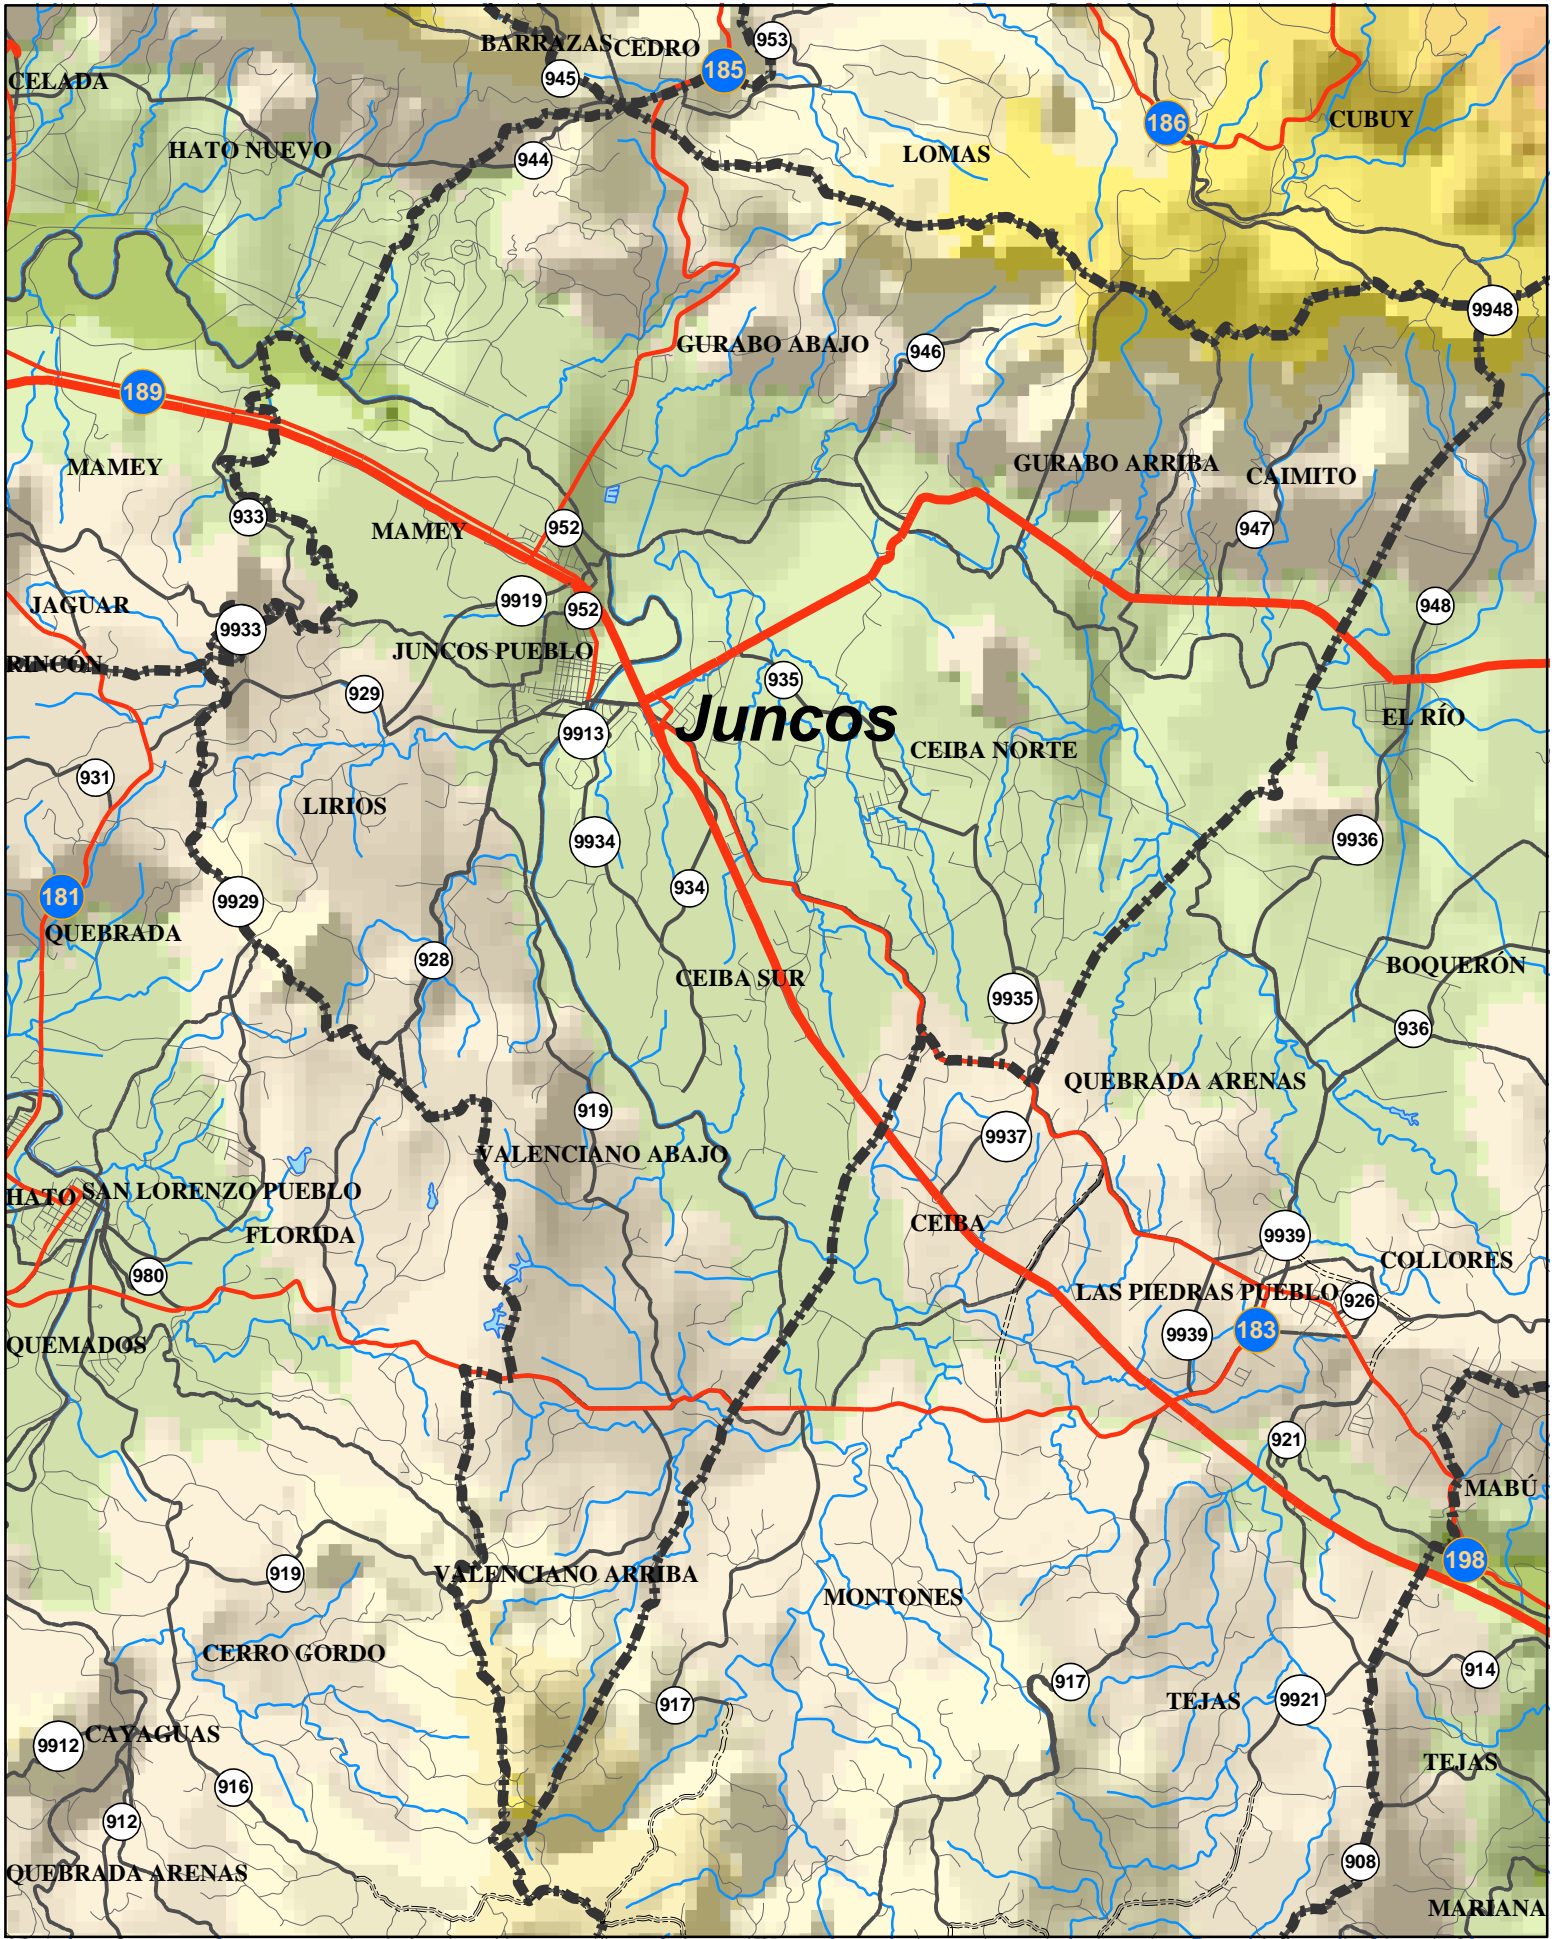 BARRAZAS
CEDRO
953
185
945
CELADA
186
CUBUY
HATO NUEVO
944
LOMAS
9948
GURABO ABAJO
946
189
MAMEY
GURABO ARRIBA
CAIMITO
933
MAMEY
952
947
JAGUAR
9919
952
948
9933
JUNCOS PUEBLO
RINCÓN
929
935
Juncos
EL RÍO
9913
CEIBA NORTE
931
LIRIOS
9934
9936
181
9929
934
QUEBRADA
928
CEIBA SUR
BOQUERÓN
9935
936
QUEBRADA ARENAS
919
9937
VALENCIANO ABAJO
HATO
SAN LORENZO PUEBLO
CEIBA
FLORIDA
9939
COLLORES
980
LAS PIEDRAS PUEBLO
926
QUEMADOS
9939
183
921
MABÚ
198
919
VALENCIANO ARRIBA
MONTONES
CERRO GORDO
914
917
917
TEJAS
9921
CAYAGUAS
9912
TEJAS
916
912
908
QUEBRADA ARENAS
MARIANA